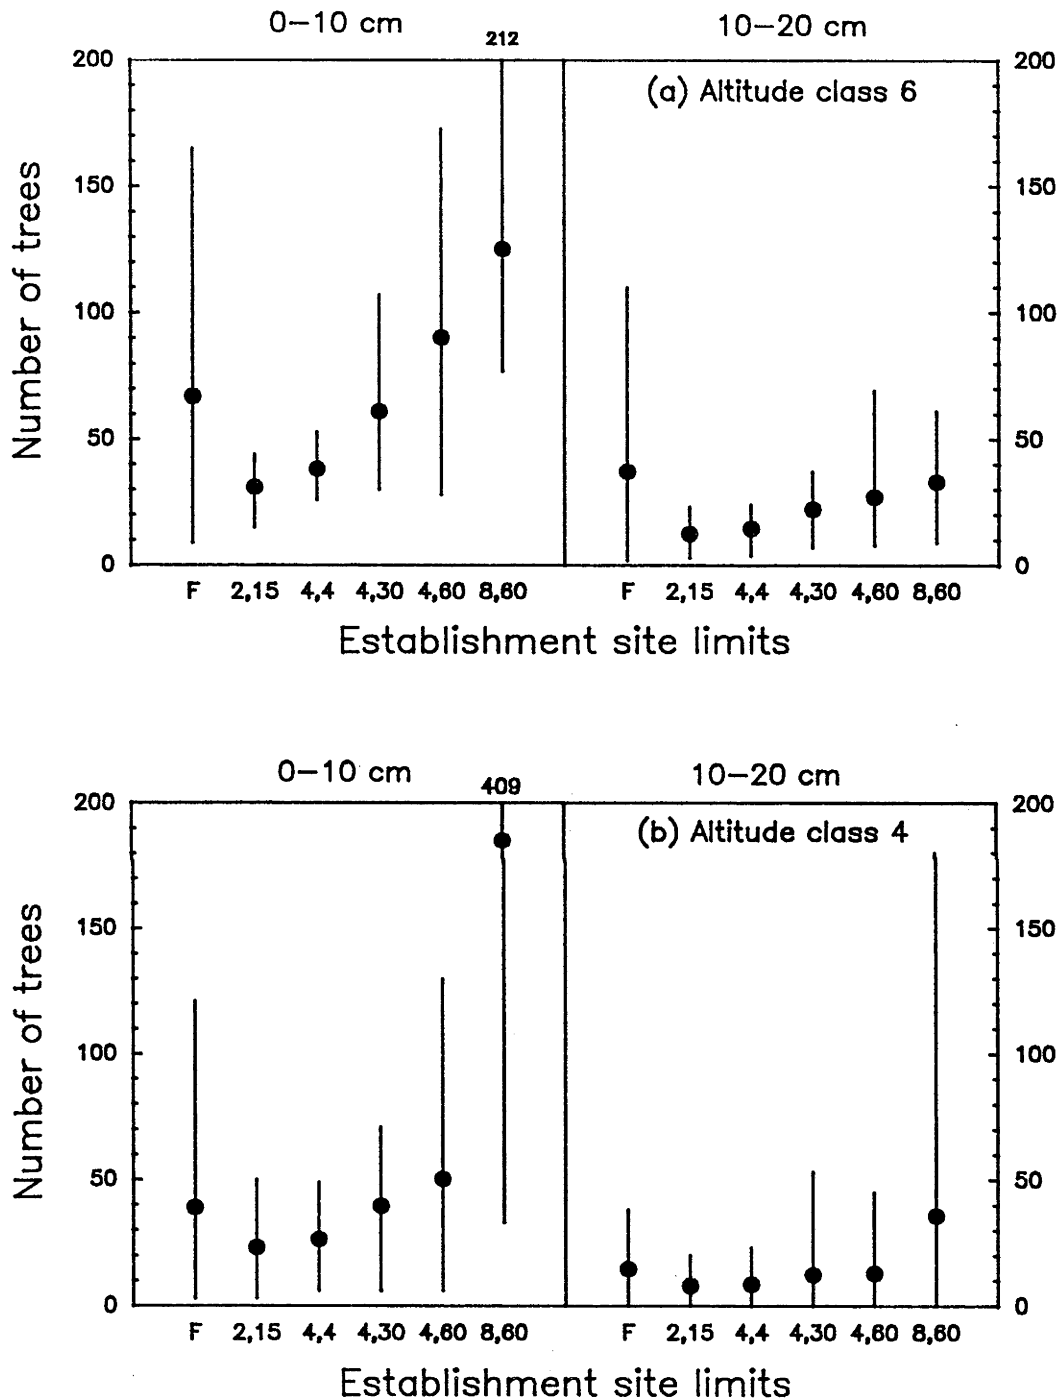 0–10 cm
10–20 cm
212
(a) Altitude class 6
Number of trees
200
150
100
50
0
200
150
100
50
0
F 2,15 4,4 4,30 4,60 8,60
F 2,15 4,4 4,30 4,60 8,60
Establishment site limits
0–10 cm
10–20 cm
409
(b) Altitude class 4
Number of trees
200
150
100
50
0
200
150
100
50
0
F 2,15 4,4 4,30 4,60 8,60
F 2,15 4,4 4,30 4,60 8,60
Establishment site limits